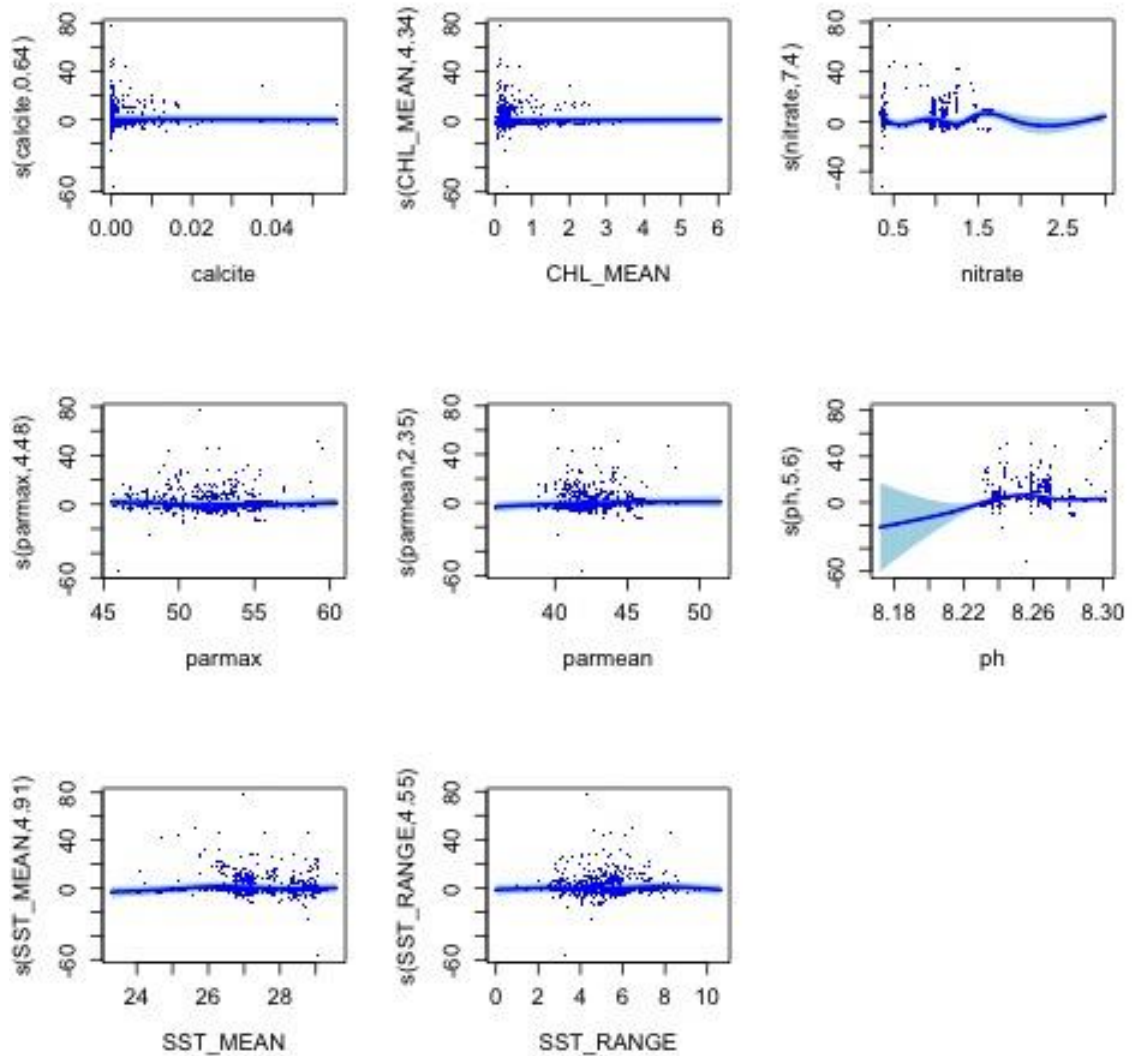 s(calcite,0.64)
80
40
0
-60
0.00 0.02 0.04
calcite
s(CHL_MEAN,4.34)
80
40
0
-60
0 1 2 3 4 5 6
CHL_MEAN
s(nitrate,7.4)
80
40
0
-40
0.5 1.5 2.5
nitrate
s(parmax,4.48)
80
40
0
-60
45 50 55 60
parmax
s(parmean,2.35)
80
40
0
-60
40 45 50
parmean
s(ph,5.6)
80
40
0
-60
8.18 8.22 8.26 8.30
ph
s(SST_MEAN,4.91)
80
40
0
-60
24 26 28
SST_MEAN
s(SST_RANGE,4.55)
80
40
0
-60
0 2 4 6 8 10
SST_RANGE